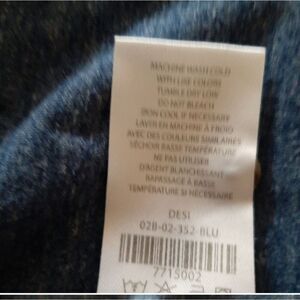 MACHINE WASH COLD
WITH LIKE COLORS
TUMBLE DRY LOW
DO NOT BLEACH
IRON COOL IF NECESSARY
LAVER EN MACHINE À FROID
AVEC DES COULEURS SIMILAIRES
SÉCHOIR BASSE TEMPÉRATURE
NE PAS UTILISER
D'AGENT BLANCHISSANT
RAPASSAGE À BASSE
TEMPÉRATURE SI NÉCESSAIRE
DESI
02B-02-352-BLU
7715002